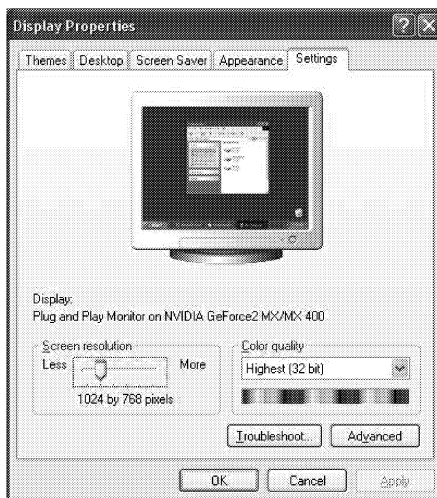 Display Properties
Themes Desktop Screen Saver Appearance Settings
Display:
Plug and Play Monitor on NVIDIA GeForce2 MX/MX 400
Screen resolution
Less More
1024 by 768 pixels
Color quality
Highest (32 bit)
Troubleshoot... Advanced
OK Cancel Apply